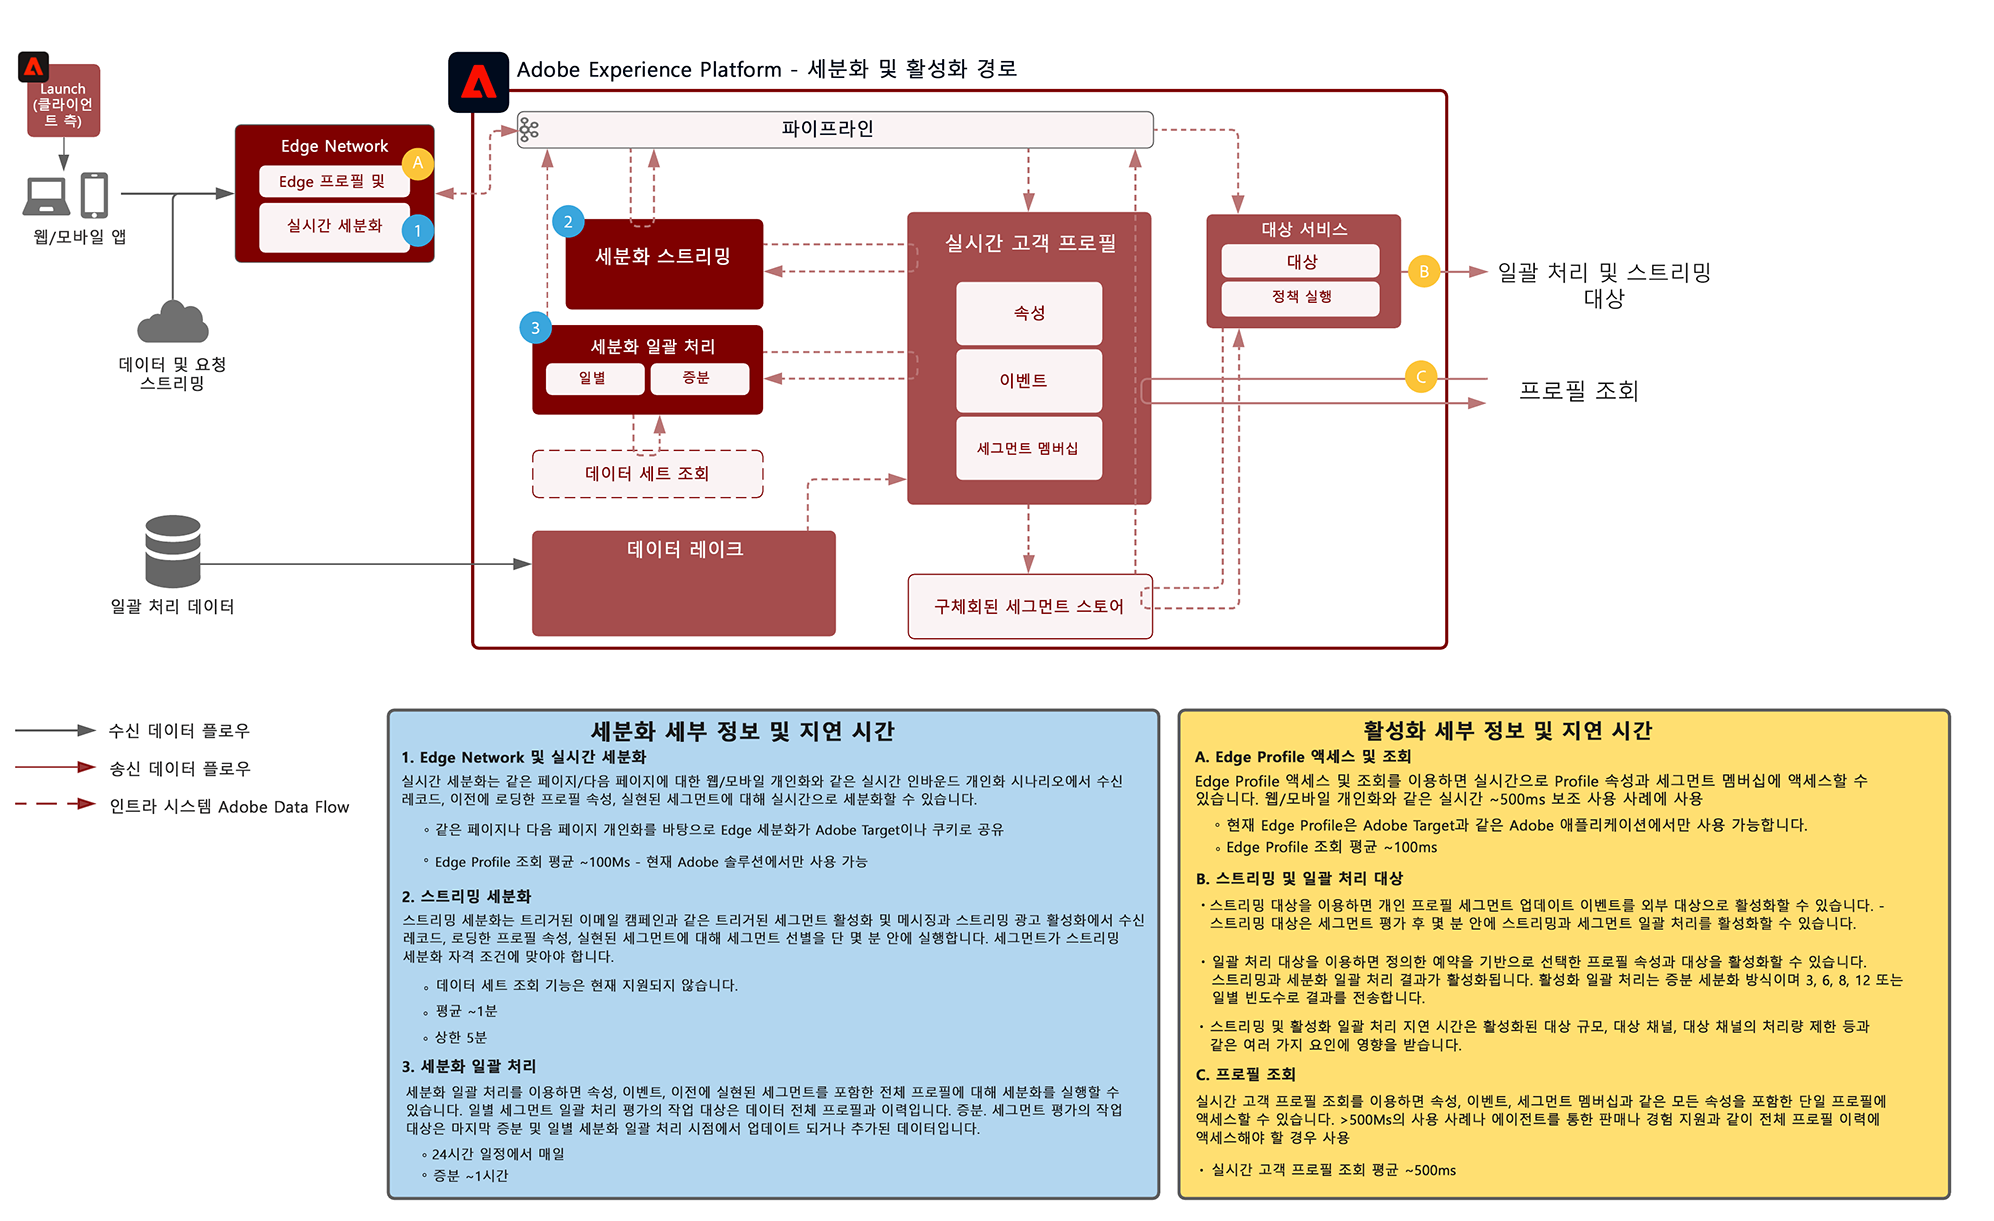 Adobe Experience Platform - 세분화 및 활성화 경로
Launch
(클라이언
트 측)
웹/모바일 앱
데이터 및 요청
스트리밍
일괄 처리 데이터
Edge Network
A
Edge 프로필 및
실시간 세분화
1
파이프라인
2
세분화 스트리밍
3
세분화 일괄 처리
일별
증분
데이터 세트 조회
데이터 레이크
실시간 고객 프로필
속성
이벤트
세그먼트 멤버십
구체회된 세그먼트 스토어
대상 서비스
대상
정책 실행
B
일괄 처리 및 스트리밍
대상
C
프로필 조회
수신 데이터 플로우
송신 데이터 플로우
인트라 시스템 Adobe Data Flow
세분화 세부 정보 및 지연 시간
1. Edge Network 및 실시간 세분화
실시간 세분화는 같은 페이지/다음 페이지에 대한 웹/모바일 개인화와 같은 실시간 인바운드 개인화 시나리오에서 수신
레코드, 이전에 로딩한 프로필 속성, 실현된 세그먼트에 대해 실시간으로 세분화할 수 있습니다.
◦ 같은 페이지나 다음 페이지 개인화를 바탕으로 Edge 세분화가 Adobe Target이나 쿠키로 공유
◦ Edge Profile 조회 평균 ~100Ms - 현재 Adobe 솔루션에서만 사용 가능
2. 스트리밍 세분화
스트리밍 세분화는 트리거된 이메일 캠페인과 같은 트리거된 세그먼트 활성화 및 메시징과 스트리밍 광고 활성화에서 수신
레코드, 로딩한 프로필 속성, 실현된 세그먼트에 대해 세그먼트 선별을 단 몇 분 안에 실행합니다. 세그먼트가 스트리밍
세분화 자격 조건에 맞아야 합니다.
◦ 데이터 세트 조회 기능은 현재 지원되지 않습니다.
◦ 평균 ~1분
◦ 상한 5분
3. 세분화 일괄 처리
세분화 일괄 처리를 이용하면 속성, 이벤트, 이전에 실현된 세그먼트를 포함한 전체 프로필에 대해 세분화를 실행할 수
있습니다. 일별 세그먼트 일괄 처리 평가의 작업 대상은 데이터 전체 프로필과 이력입니다. 증분. 세그먼트 평가의 작업
대상은 마지막 증분 및 일별 세분화 일괄 처리 시점에서 업데이트 되거나 추가된 데이터입니다.
◦ 24시간 일정에서 매일
◦ 증분 ~1시간
활성화 세부 정보 및 지연 시간
A. Edge Profile 액세스 및 조회
Edge Profile 액세스 및 조회를 이용하면 실시간으로 Profile 속성과 세그먼트 멤버십에 액세스할 수
있습니다. 웹/모바일 개인화와 같은 실시간 ~500ms 보조 사용 사례에 사용
◦ 현재 Edge Profile은 Adobe Target과 같은 Adobe 애플리케이션에서만 사용 가능합니다.
◦ Edge Profile 조회 평균 ~100ms
B. 스트리밍 및 일괄 처리 대상
· 스트리밍 대상을 이용하면 개인 프로필 세그먼트 업데이트 이벤트를 외부 대상으로 활성화할 수 있습니다. -
스트리밍 대상은 세그먼트 평가 후 몇 분 안에 스트리밍과 세그먼트 일괄 처리를 활성화할 수 있습니다.
· 일괄 처리 대상을 이용하면 정의한 예약을 기반으로 선택한 프로필 속성과 대상을 활성화할 수 있습니다.
스트리밍과 세분화 일괄 처리 결과가 활성화됩니다. 활성화 일괄 처리는 증분 세분화 방식이며 3, 6, 8, 12 또는
일별 빈도수로 결과를 전송합니다.
· 스트리밍 및 활성화 일괄 처리 지연 시간은 활성화된 대상 규모, 대상 채널, 대상 채널의 처리량 제한 등과
같은 여러 가지 요인에 영향을 받습니다.
C. 프로필 조회
실시간 고객 프로필 조회를 이용하면 속성, 이벤트, 세그먼트 멤버십과 같은 모든 속성을 포함한 단일 프로필에
액세스할 수 있습니다. >500Ms의 사용 사례나 에이전트를 통한 판매나 경험 지원과 같이 전체 프로필 이력에
액세스해야 할 경우 사용
· 실시간 고객 프로필 조회 평균 ~500ms